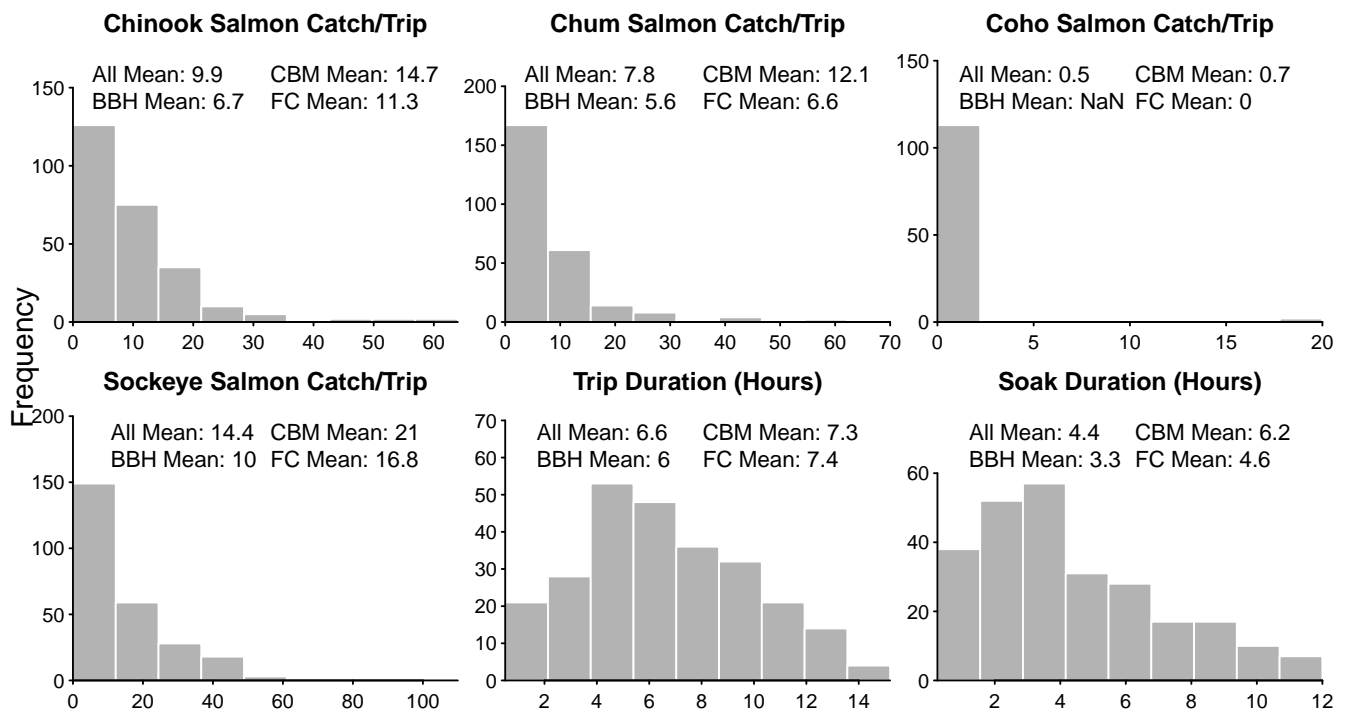 Chinook Salmon Catch/Trip
All Mean: 9.9 CBM Mean: 14.7
BBH Mean: 6.7 FC Mean: 11.3
150
100
50
0
0 10 20 30 40 50 60
Chum Salmon Catch/Trip
All Mean: 7.8 CBM Mean: 12.1
BBH Mean: 5.6 FC Mean: 6.6
200
150
100
50
0
0 10 20 30 40 50 60 70
Coho Salmon Catch/Trip
All Mean: 0.5 CBM Mean: 0.7
BBH Mean: NaN FC Mean: 0
150
100
50
0
0 5 10 15 20
Frequency
Sockeye Salmon Catch/Trip
All Mean: 14.4 CBM Mean: 21
BBH Mean: 10 FC Mean: 16.8
200
150
100
50
0
0 20 40 60 80 100
Trip Duration (Hours)
All Mean: 6.6 CBM Mean: 7.3
BBH Mean: 6 FC Mean: 7.4
70
60
50
40
30
20
10
0
2 4 6 8 10 12 14
Soak Duration (Hours)
All Mean: 4.4 CBM Mean: 6.2
BBH Mean: 3.3 FC Mean: 4.6
60
40
20
0
2 4 6 8 10 12